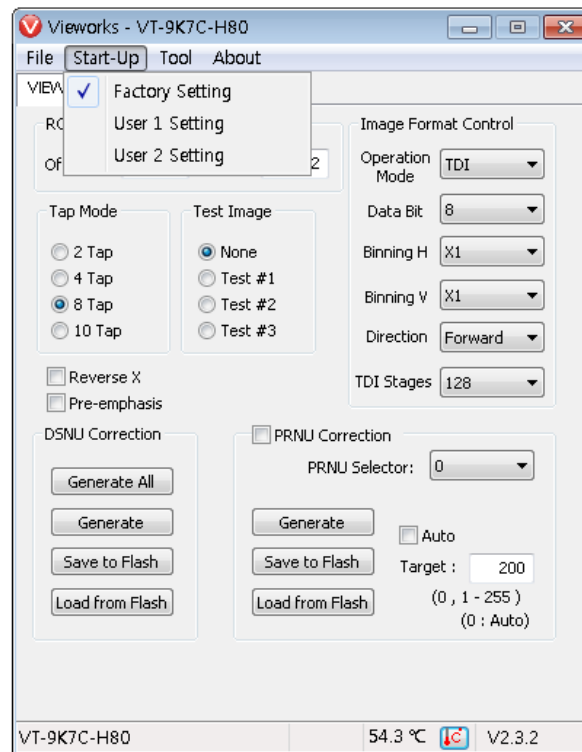 Vieworks - VT-9K7C-H80
File Start-Up Tool About
Factory Setting
User 1 Setting
User 2 Setting
VIEW
RO
Of
2
Image Format Control
Operation Mode TDI
Data Bit 8
Binning H X1
Binning V X1
Direction Forward
TDI Stages 128
Tap Mode
2 Tap
4 Tap
8 Tap
10 Tap
Test Image
None
Test #1
Test #2
Test #3
Reverse X
Pre-emphasis
DSNU Correction
Generate All
Generate
Save to Flash
Load from Flash
PRNU Correction
PRNU Selector: 0
Generate
Save to Flash
Load from Flash
Auto
Target : 200
(0 , 1 - 255 )
(0 : Auto)
VT-9K7C-H80 54.3 ℃ V2.3.2